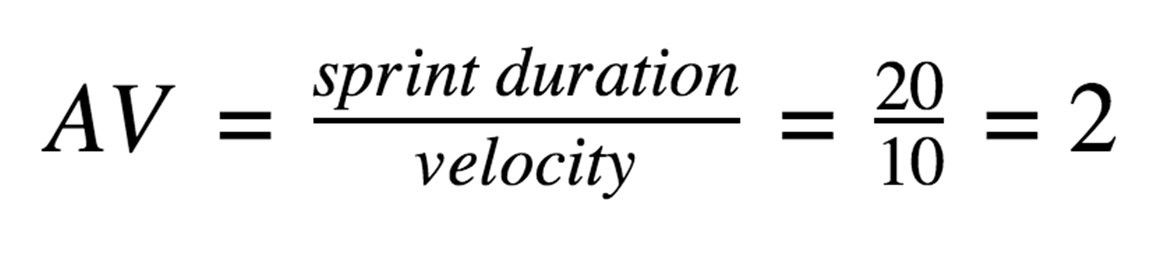 AV = sprint duration / velocity = 20 / 10 = 2